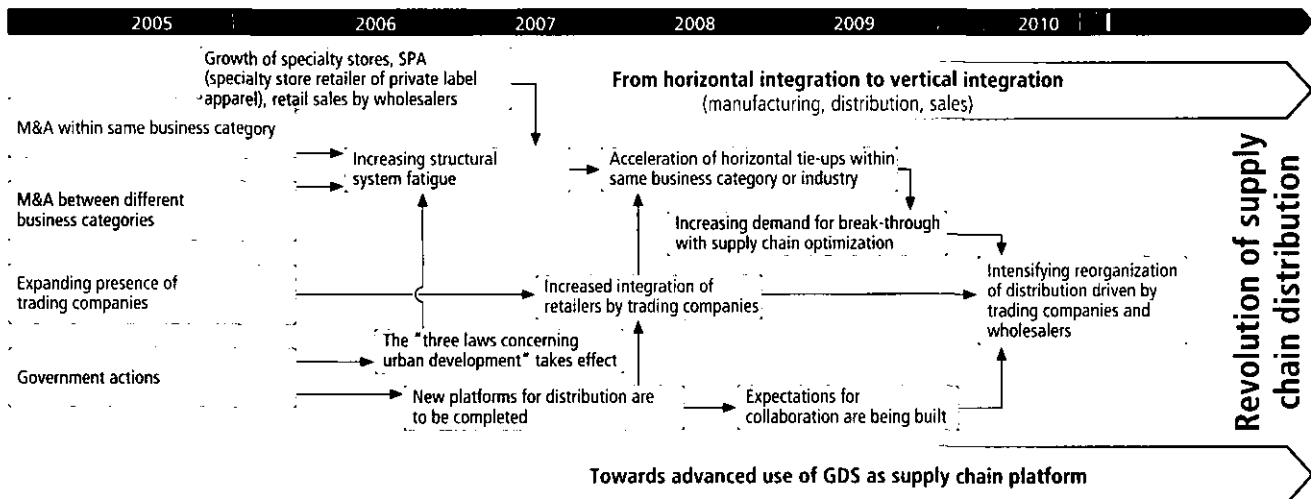 2005 2006 2007 2008 2009 2010
Growth of specialty stores, SPA
(specialty store retailer of private label
apparel), retail sales by wholesalers
From horizontal integration to vertical integration
(manufacturing, distribution, sales)
M&A within same business category
Increasing structural
system fatigue
Acceleration of horizontal tie-ups within
same business category or industry
M&A between different
business categories
Increasing demand for break-through
with supply chain optimization
Expanding presence of
trading companies
Increased integration of
retailers by trading companies
Intensifying reorganization
of distribution driven by
trading companies and
wholesalers
The "three laws concerning
urban development" takes effect
Government actions
New platforms for distribution are
to be completed
Expectations for
collaboration are being built
Revolution of supply
chain distribution
Towards advanced use of GDS as supply chain platform